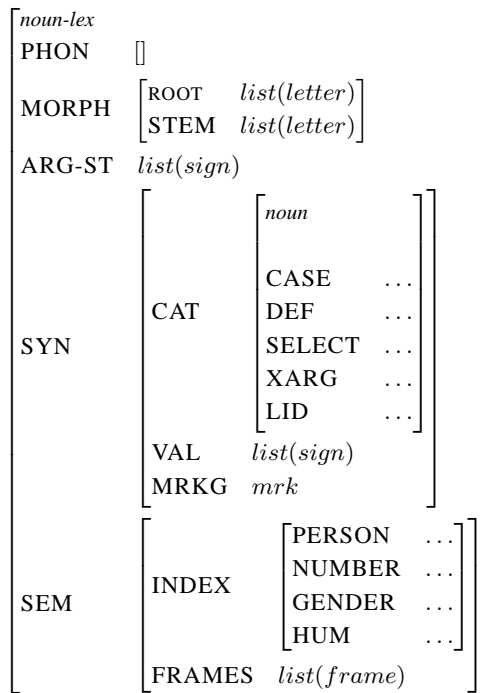 noun-lex
PHON []
MORPH [ROOT list(letter)
STEM list(letter)]
ARG-ST list(sign)
noun
CASE ...
CAT DEF ...
SYN SELECT ...
XARG ...
LID ...
VAL list(sign)
MRKG mrk
PERSON ...
INDEX NUMBER ...
GENDER ...
SEM HUM ...
FRAMES list(frame)